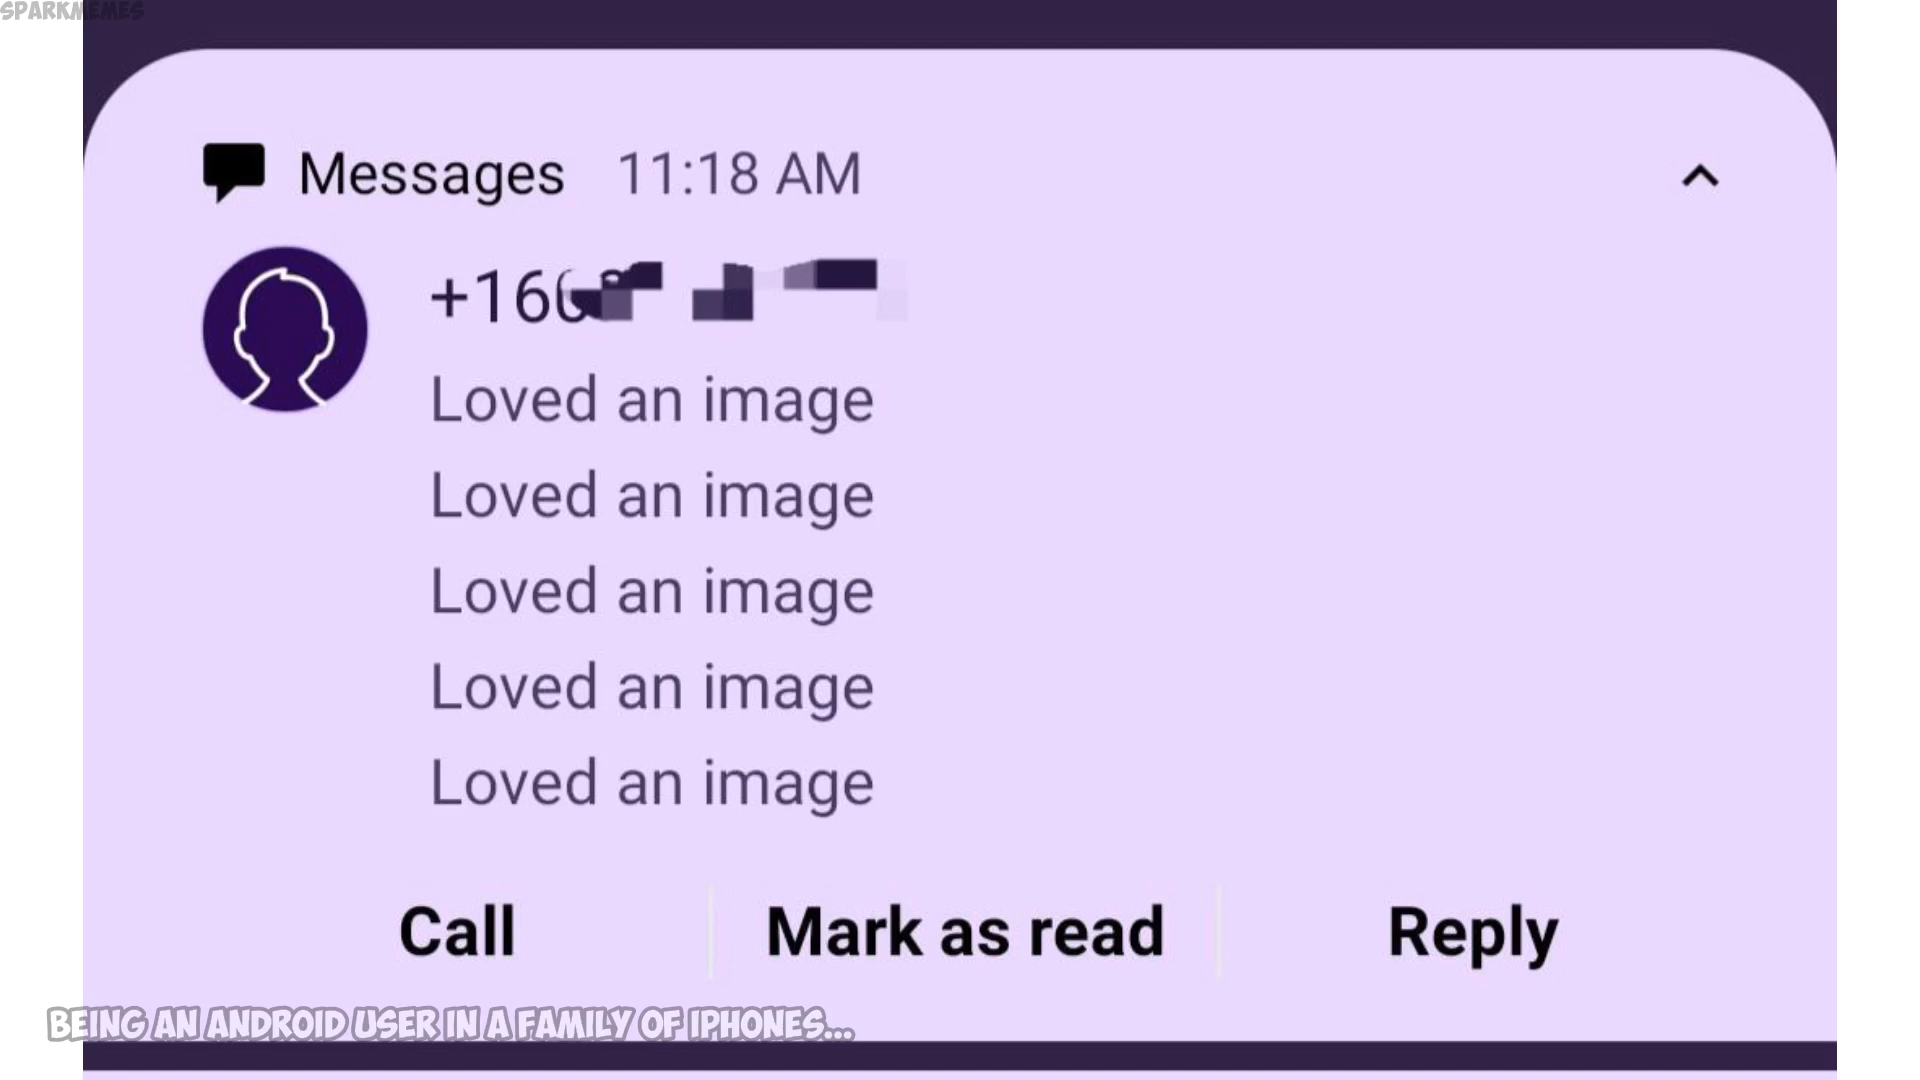 SPARKMEMES
Messages 11:18 AM
+16
Loved an image
Loved an image
Loved an image
Loved an image
Loved an image
Call Mark as read Reply
BEING AN ANDROID USER IN A FAMILY OF IPHONES...